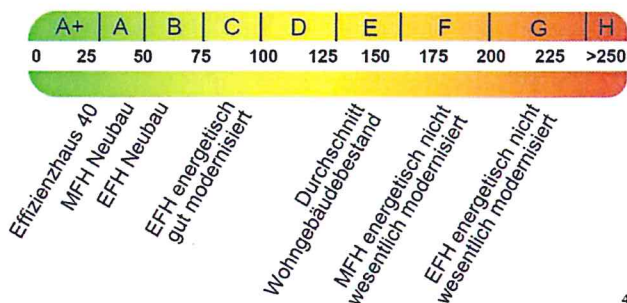 A+ A B C D E F G H
0 25 50 75 100 125 150 175 200 225 >250
Effizienzhaus 40
MFH Neubau
EFH Neubau
EFH energetisch
gut modernisiert
Durchschnitt
Wohngebäudebestand
MFH energetisch nicht
wesentlich modernisiert
EFH energetisch nicht
wesentlich modernisiert